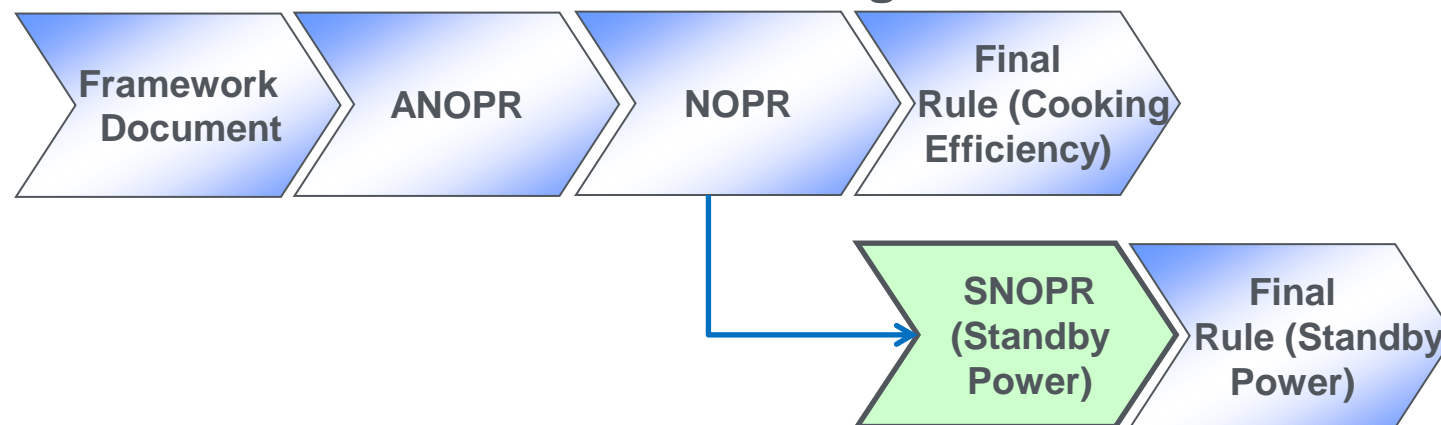 Framework
Document
ANOPR
NOPR
Final
Rule (Cooking
Efficiency)
SNOPR
(Standby
Power)
Final
Rule (Standby
Power)